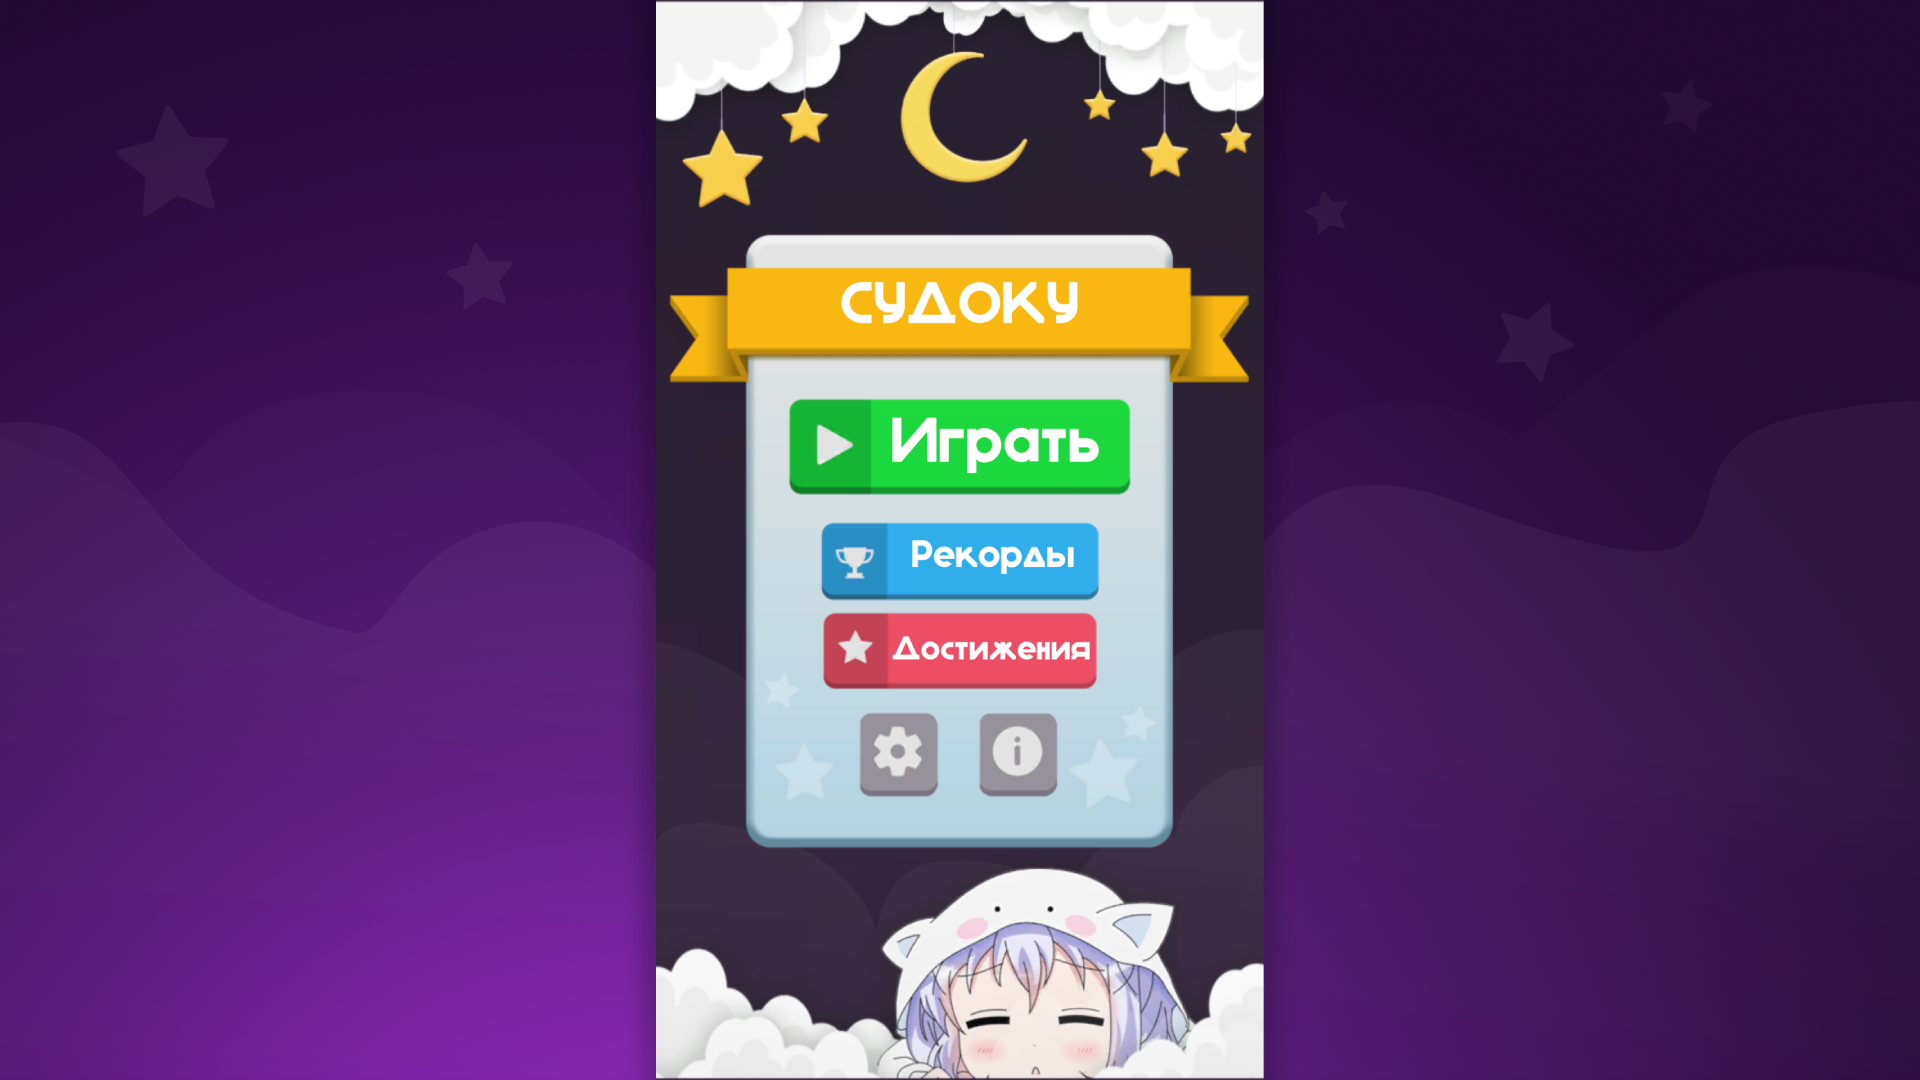 СУДОКУ
Играть
Рекорды
Достижения